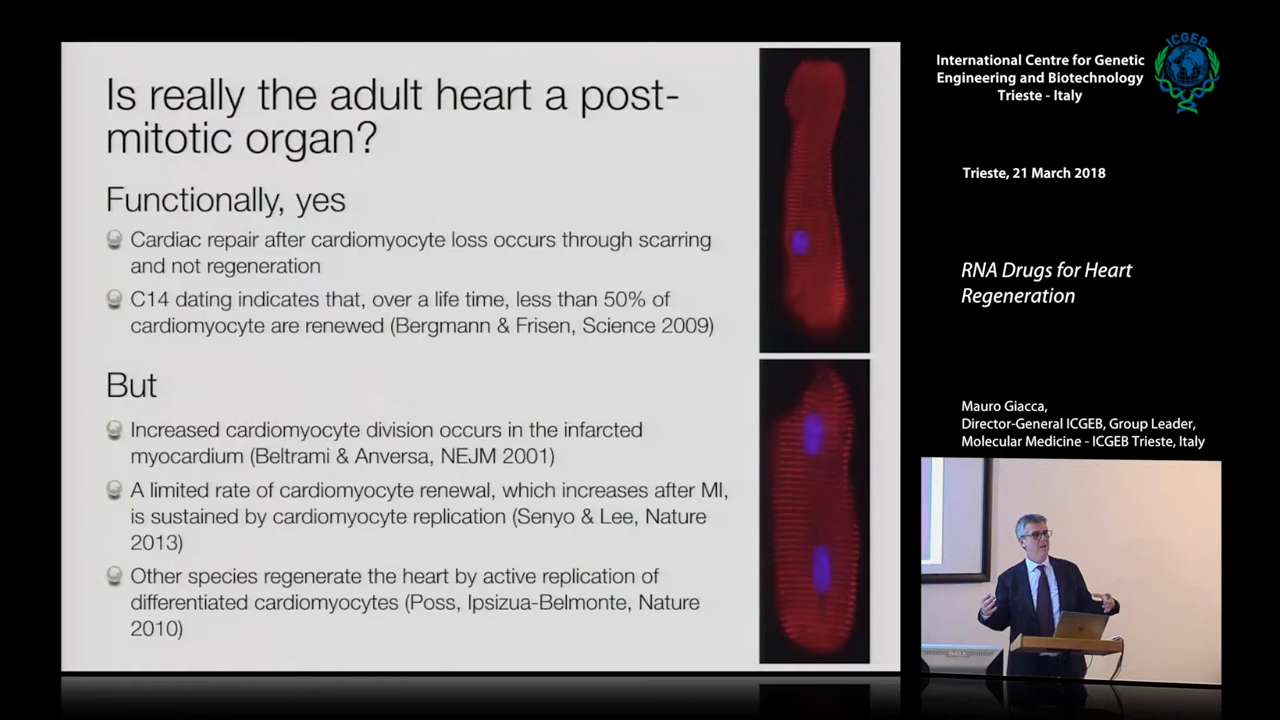 Is really the adult heart a post-
mitotic organ?
Functionally, yes
Cardiac repair after cardiomyocyte loss occurs through scarring
and not regeneration
C14 dating indicates that, over a life time, less than 50% of
cardiomyocyte are renewed (Bergmann & Frisen, Science 2009)
But
Increased cardiomyocyte division occurs in the infarcted
myocardium (Beltrami & Anversa, NEJM 2001)
A limited rate of cardiomyocyte renewal, which increases after MI,
is sustained by cardiomyocyte replication (Senyo & Lee, Nature
2013)
Other species regenerate the heart by active replication of
differentiated cardiomyocytes (Poss, Ipsizua-Belmonte, Nature
2010)
International Centre for Genetic
Engineering and Biotechnology
Trieste - Italy
ICGEB
Trieste, 21 March 2018
RNA Drugs for Heart
Regeneration
Mauro Giacca,
Director-General ICGEB, Group Leader,
Molecular Medicine - ICGEB Trieste, Italy